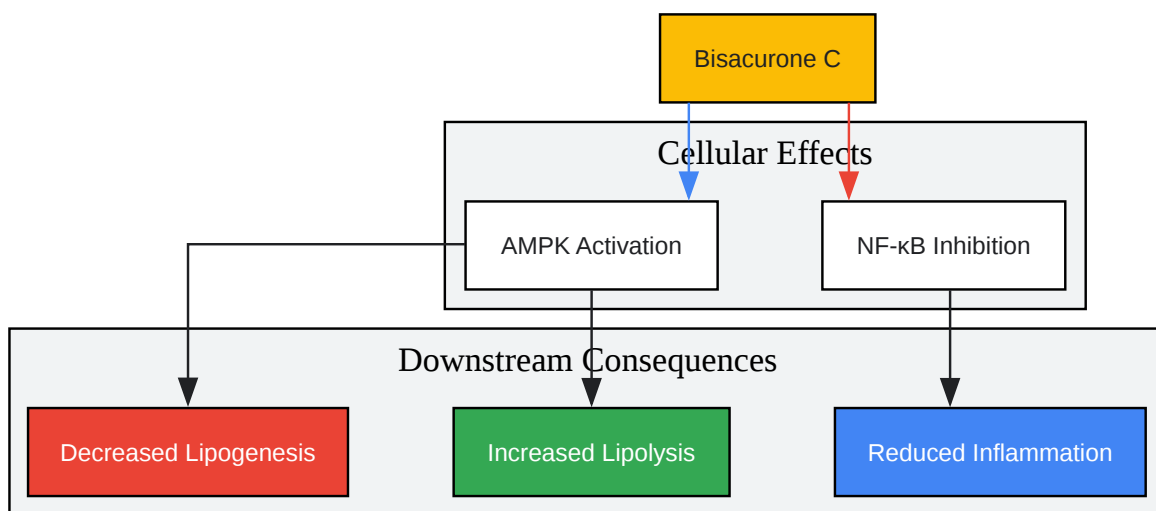 Bisacurone C
Cellular Effects
AMPK Activation
NF-κB Inhibition
Downstream Consequences
Decreased Lipogenesis
Increased Lipolysis
Reduced Inflammation